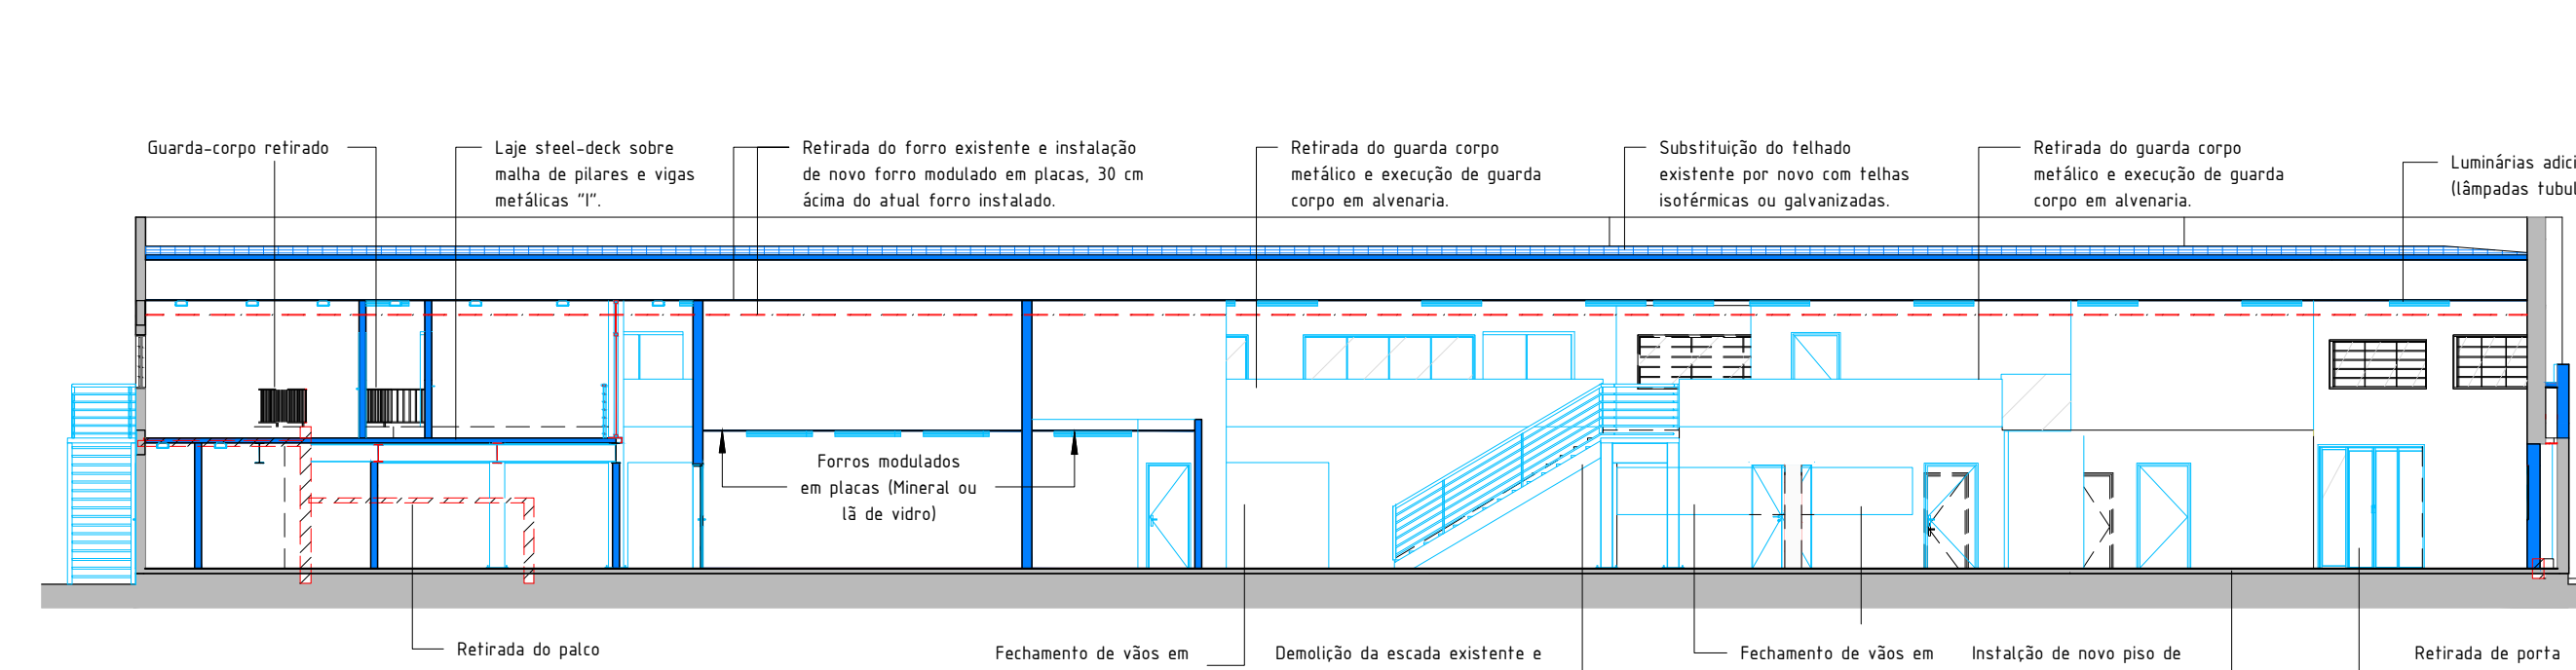 Guarda-corpo retirado
Laje steel-deck sobre
malha de pilares e vigas
metálicas "I".
Retirada do forro existente e instalação
de novo forro modulado em placas, 30 cm
ácima do atual forro instalado.
Retirada do guarda corpo
metálico e execução de guarda
corpo em alvenaria.
Substituição do telhado
existente por novo com telhas
isotérmicas ou galvanizadas.
Retirada do guarda corpo
metálico e execução de guarda
corpo em alvenaria.
Luminárias adici
(lâmpadas tubul
Forros modulados
em placas (Mineral ou
lã de vidro)
Retirada do palco
Fechamento de vãos em
Demolição da escada existente e
Fechamento de vãos em
Instalção de novo piso de
Retirada de porta